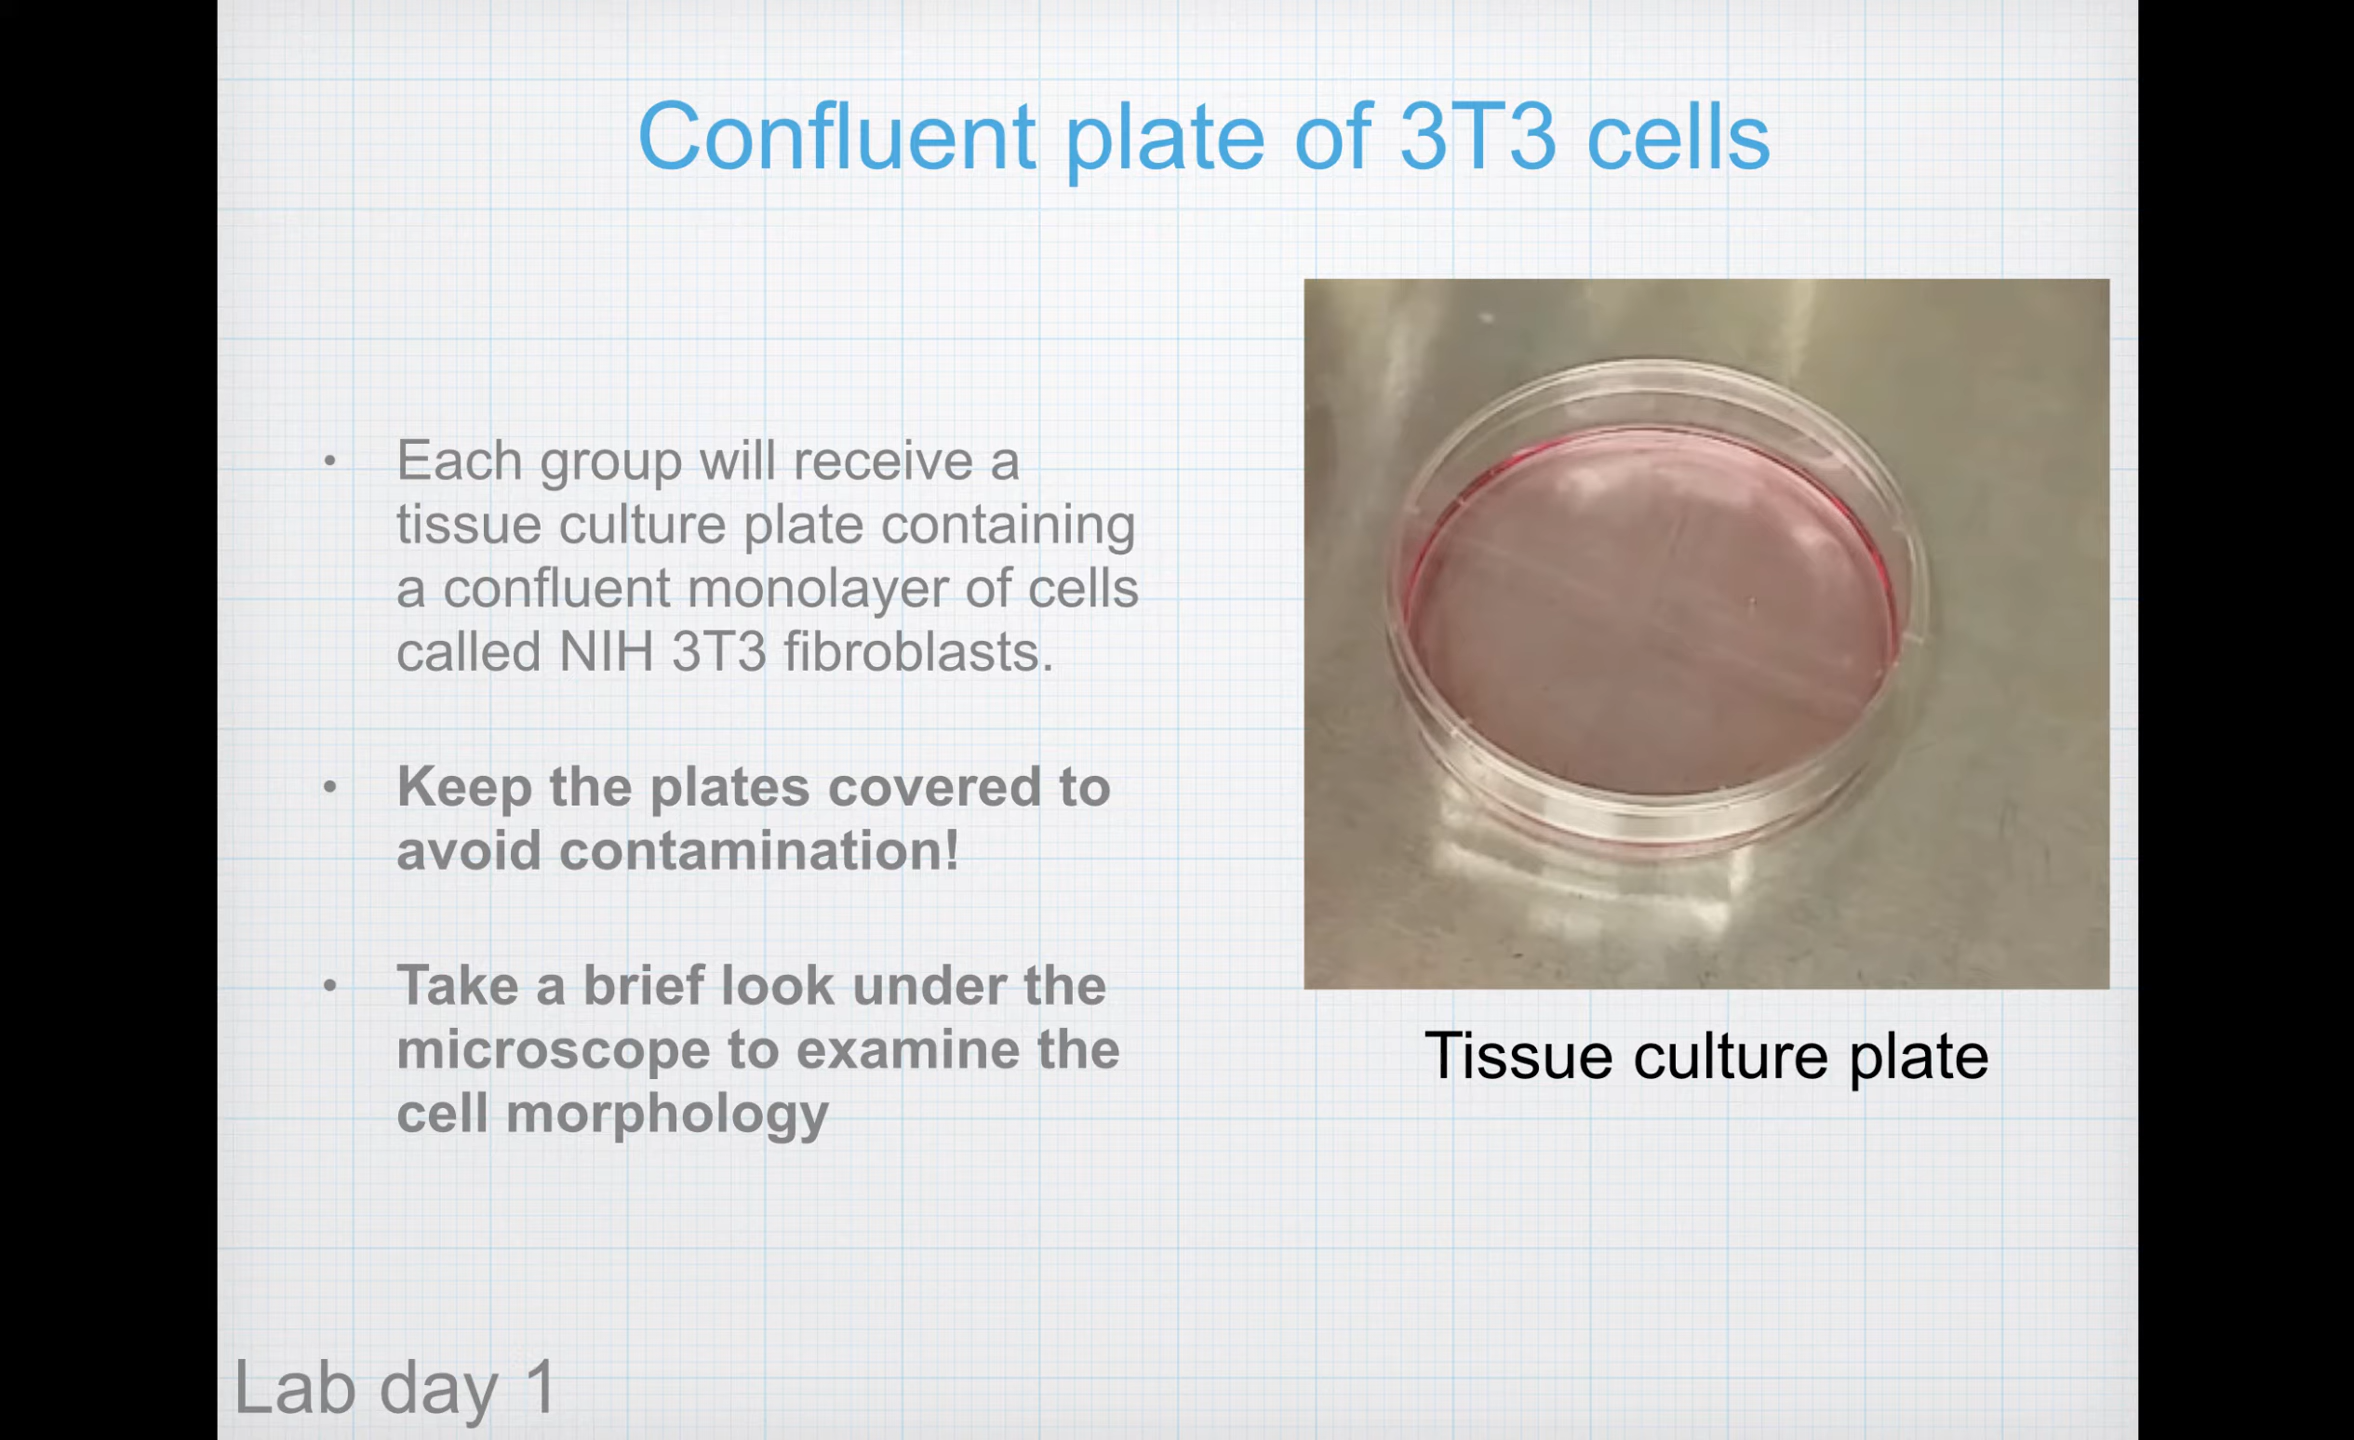 Confluent plate of 3T3 cells
• Each group will receive a
tissue culture plate containing
a confluent monolayer of cells
called NIH 3T3 fibroblasts.
• Keep the plates covered to
avoid contamination!
• Take a brief look under the
microscope to examine the
cell morphology
Tissue culture plate
Lab day 1